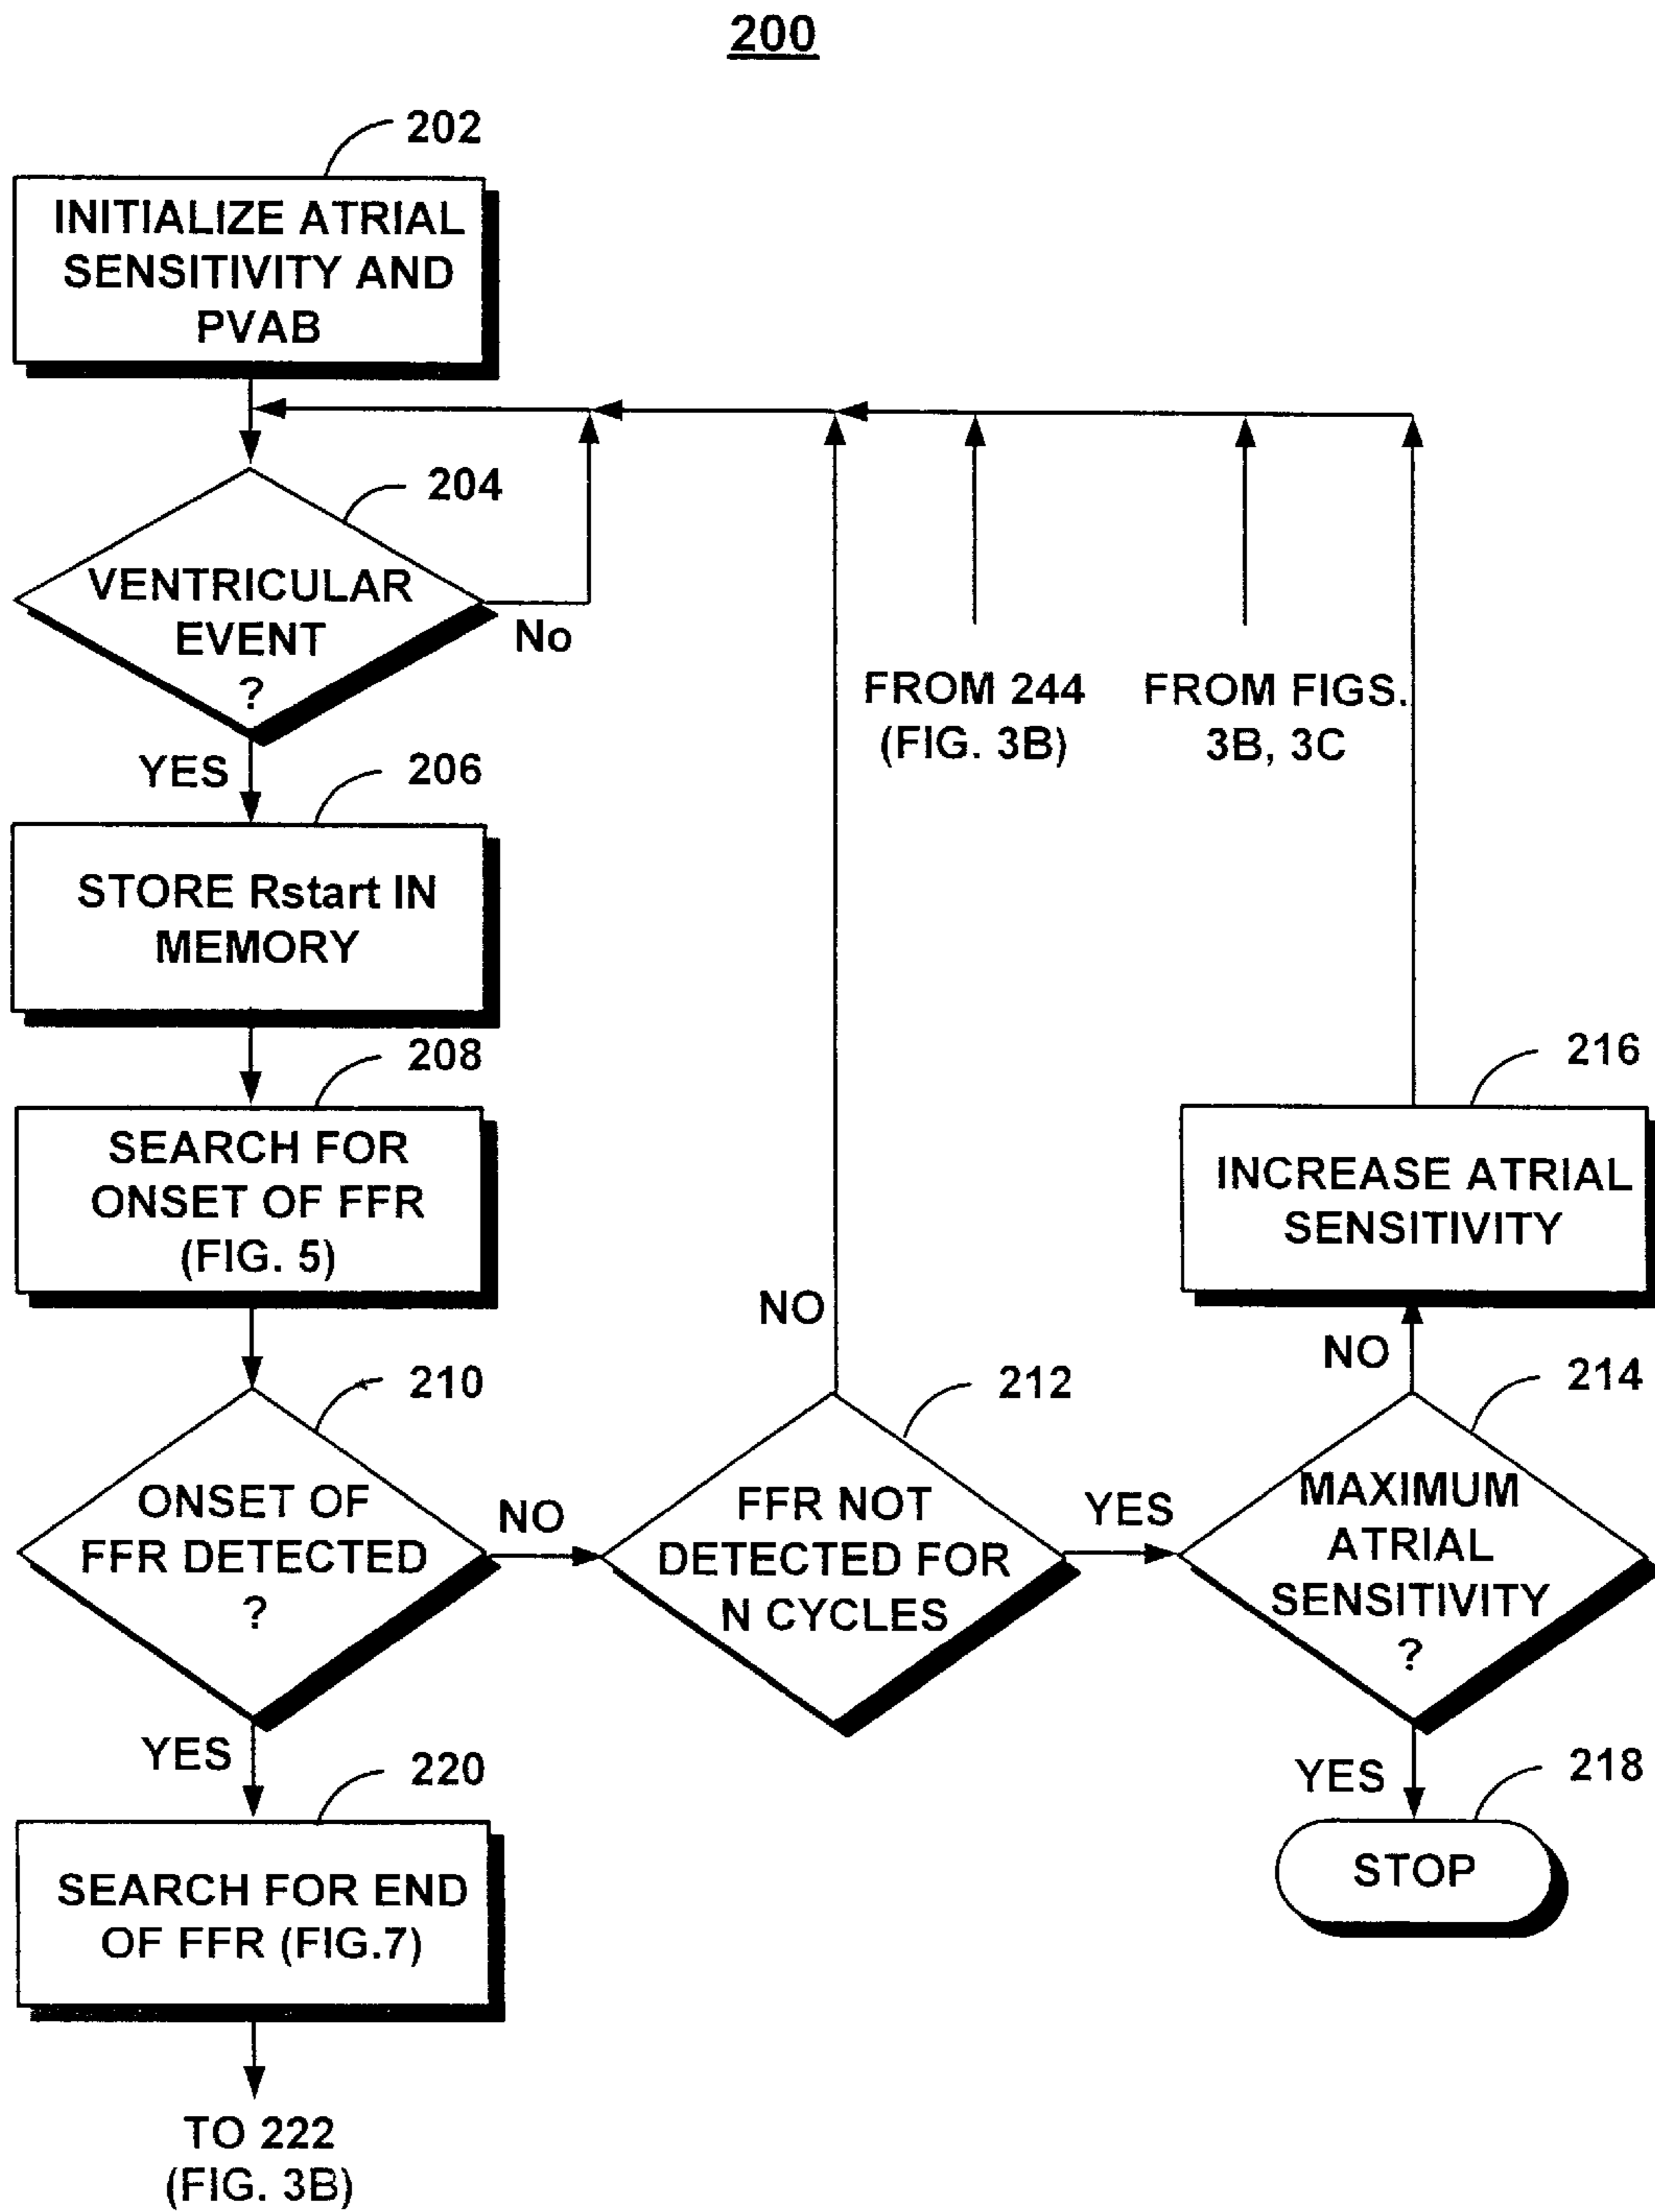 200
202
INITIALIZE ATRIAL
SENSITIVITY AND
PVAB
204
VENTRICULAR
EVENT
?
No
YES
FROM 244
(FIG. 3B)
FROM FIGS.
3B, 3C
206
STORE Rstart IN
MEMORY
208
SEARCH FOR
ONSET OF FFR
(FIG. 5)
216
INCREASE ATRIAL
SENSITIVITY
NO
NO
210
ONSET OF
FFR DETECTED
?
NO
212
FFR NOT
DETECTED FOR
N CYCLES
YES
214
MAXIMUM
ATRIAL
SENSITIVITY
?
YES
220
SEARCH FOR END
OF FFR (FIG.7)
YES
218
STOP
TO 222
(FIG. 3B)